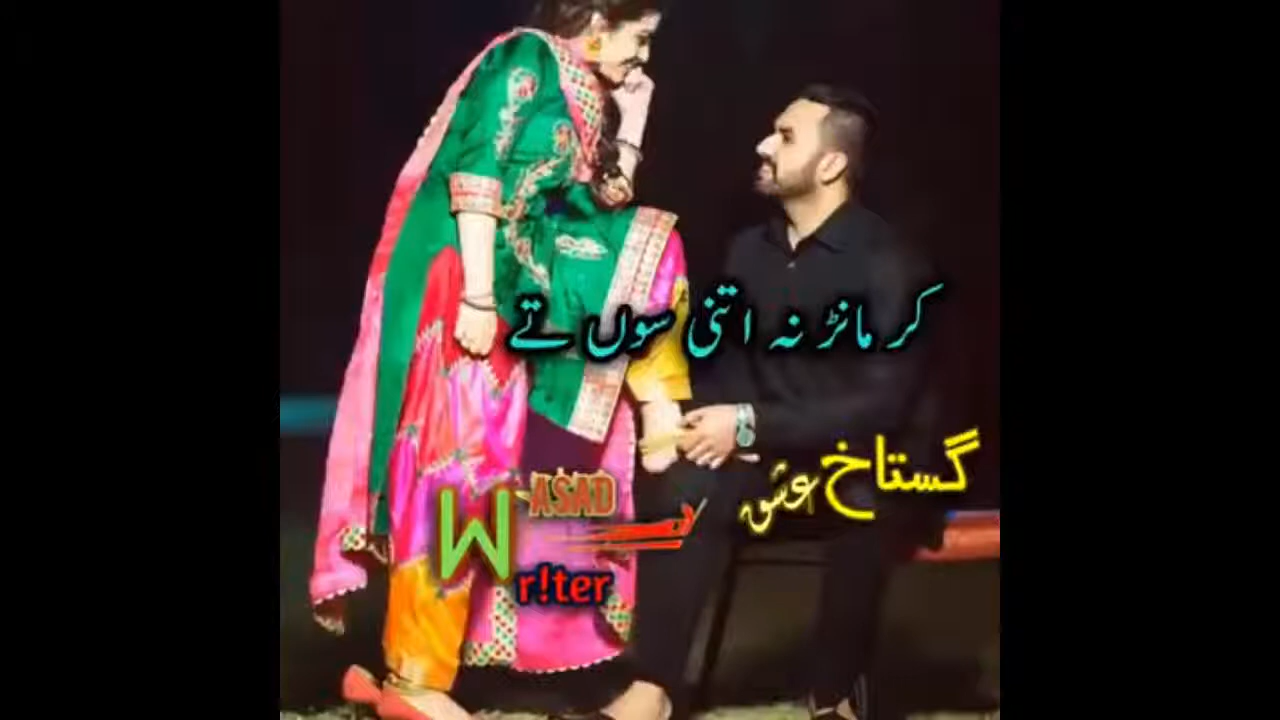 کر مانڑ نہ اتنی سوں تے
گستاخ عشق
ASAD
Wr!ter